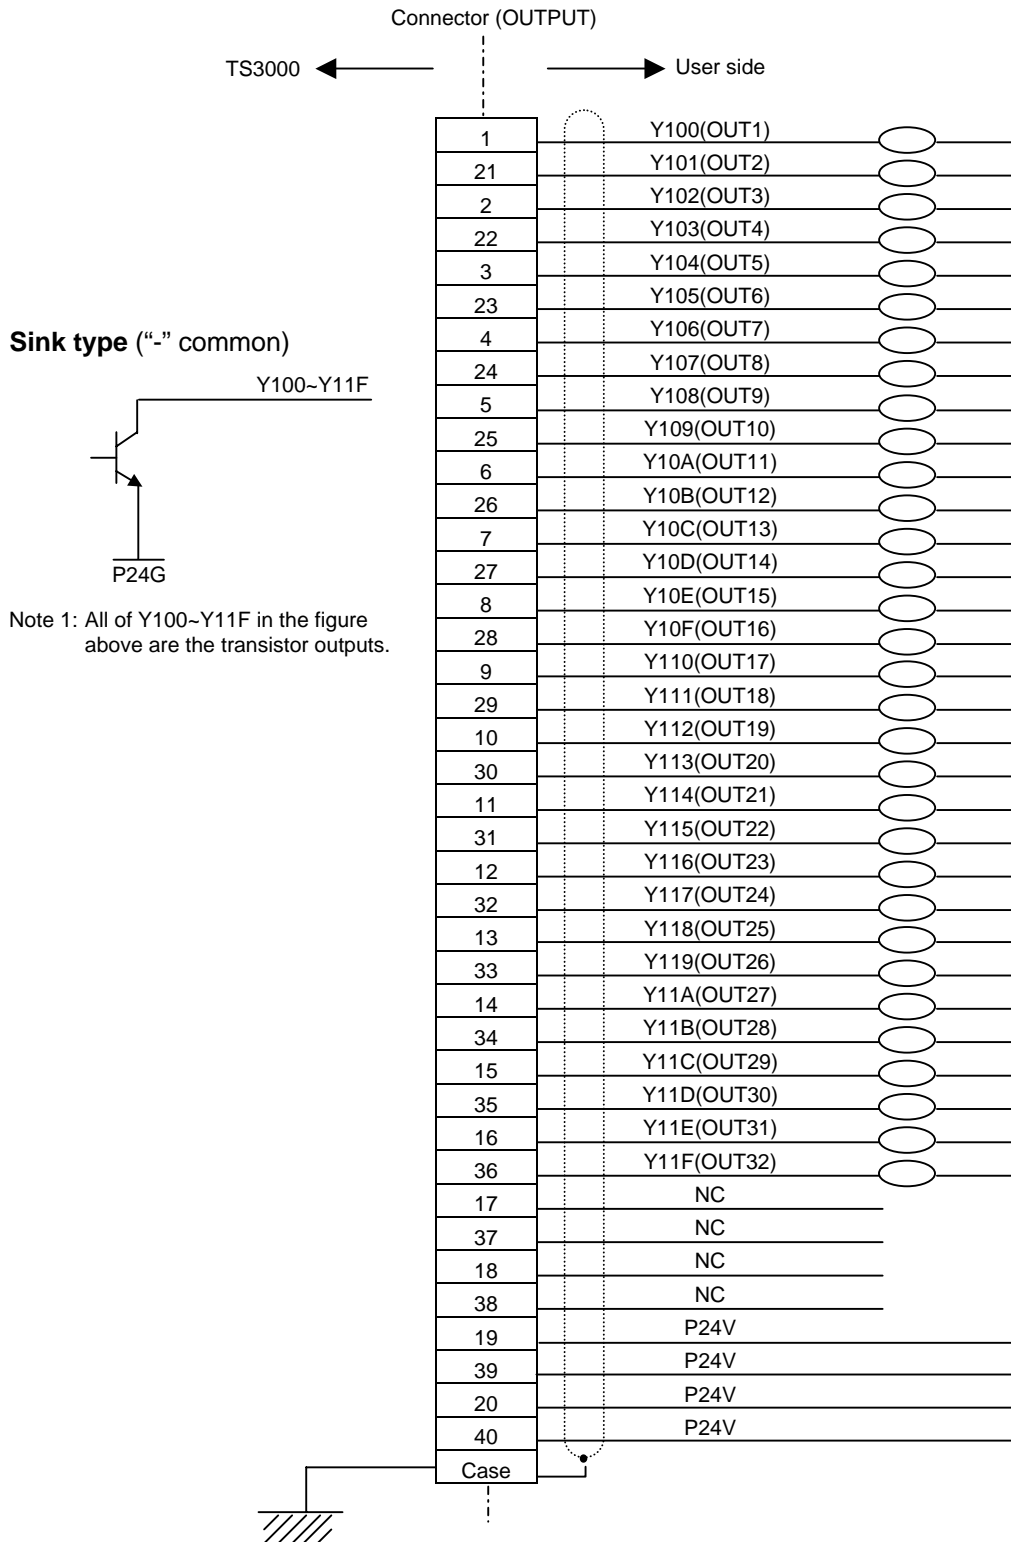 Connector (OUTPUT)
TS3000 User side
1 Y100(OUT1)
21 Y101(OUT2)
2 Y102(OUT3)
22 Y103(OUT4)
3 Y104(OUT5)
23 Y105(OUT6)
4 Y106(OUT7)
24 Y107(OUT8)
5 Y108(OUT9)
25 Y109(OUT10)
6 Y10A(OUT11)
26 Y10B(OUT12)
7 Y10C(OUT13)
27 Y10D(OUT14)
8 Y10E(OUT15)
28 Y10F(OUT16)
9 Y110(OUT17)
29 Y111(OUT18)
10 Y112(OUT19)
30 Y113(OUT20)
11 Y114(OUT21)
31 Y115(OUT22)
12 Y116(OUT23)
32 Y117(OUT24)
13 Y118(OUT25)
33 Y119(OUT26)
14 Y11A(OUT27)
34 Y11B(OUT28)
15 Y11C(OUT29)
35 Y11D(OUT30)
16 Y11E(OUT31)
36 Y11F(OUT32)
17 NC
37 NC
18 NC
38 NC
19 P24V
39 P24V
20 P24V
40 P24V
Case
Sink type (“-” common)
Y100~Y11F
P24G
Note 1: All of Y100~Y11F in the figure
above are the transistor outputs.